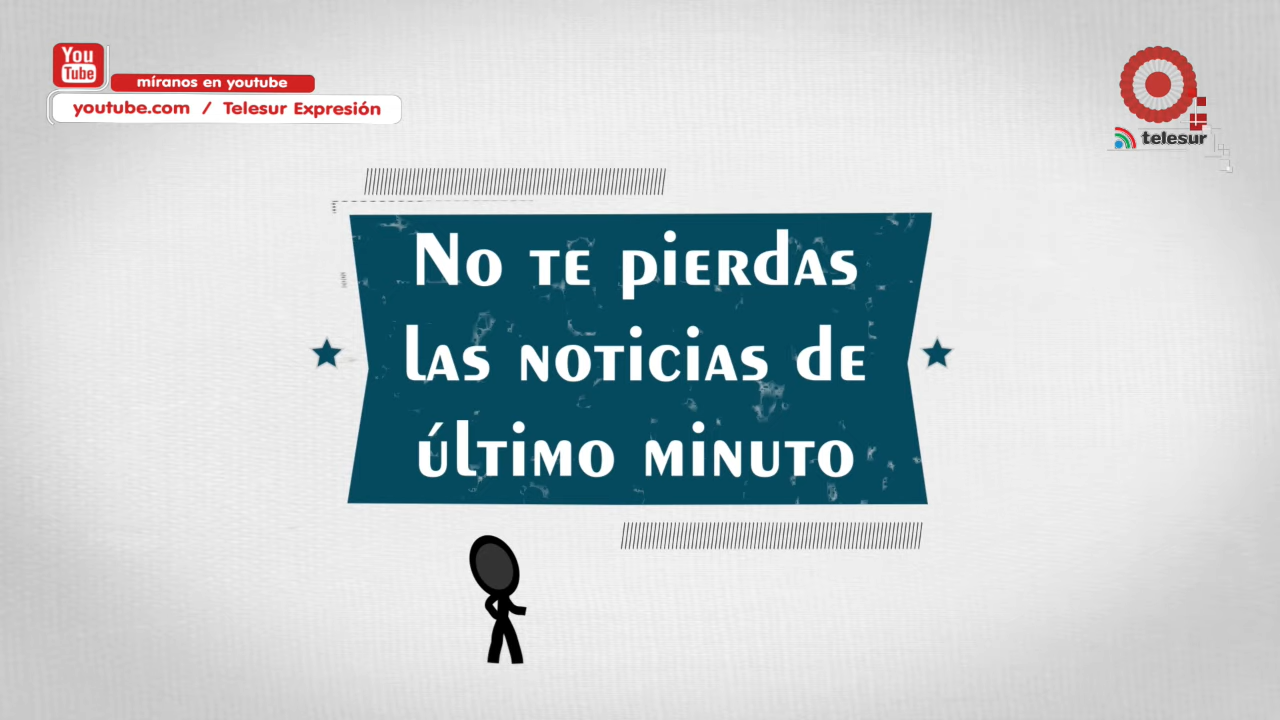 You
Tube
míranos en youtube
youtube.com / Telesur Expresión
telesur
No te pierdas
las noticias de
último minuto